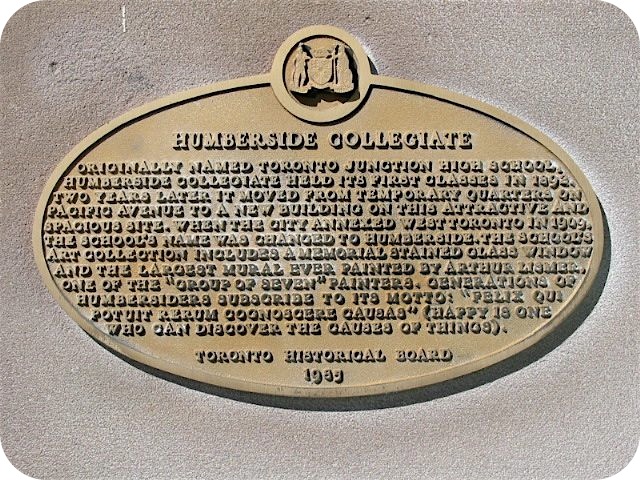 HUMBERSIDE COLLEGIATE
ORIGINALLY NAMED TORONTO JUNCTION HIGH SCHOOL,
HUMBERSIDE COLLEGIATE HELD ITS FIRST CLASSES IN 1892.
TWO YEARS LATER IT MOVED FROM TEMPORARY QUARTERS
PACIFIC AVENUE TO A NEW BUILDING ON THIS ATTRACTIVE AND
SPACIOUS SITE. WHEN THE CITY ANNEXED WEST TORONTO IN 1909,
THE SCHOOL'S NAME WAS CHANGED TO HUMBERSIDE. THE SCHOOL'S
ART COLLECTION INCLUDES A MEMORIAL STAINED GLASS WINDOW
AND THE LARGEST MURAL EVER PAINTED BY ARTHUR LISMER,
ONE OF THE "GROUP OF SEVEN" PAINTERS. GENERATIONS OF
HUMBERSIDERS SUBSCRIBE TO ITS MOTTO: "FELIX QUI
POTUIT RERUM COGNOSCERE CAUSAS" (HAPPY IS ONE
WHO CAN DISCOVER THE CAUSES OF THINGS).
TORONTO HISTORICAL BOARD
1985